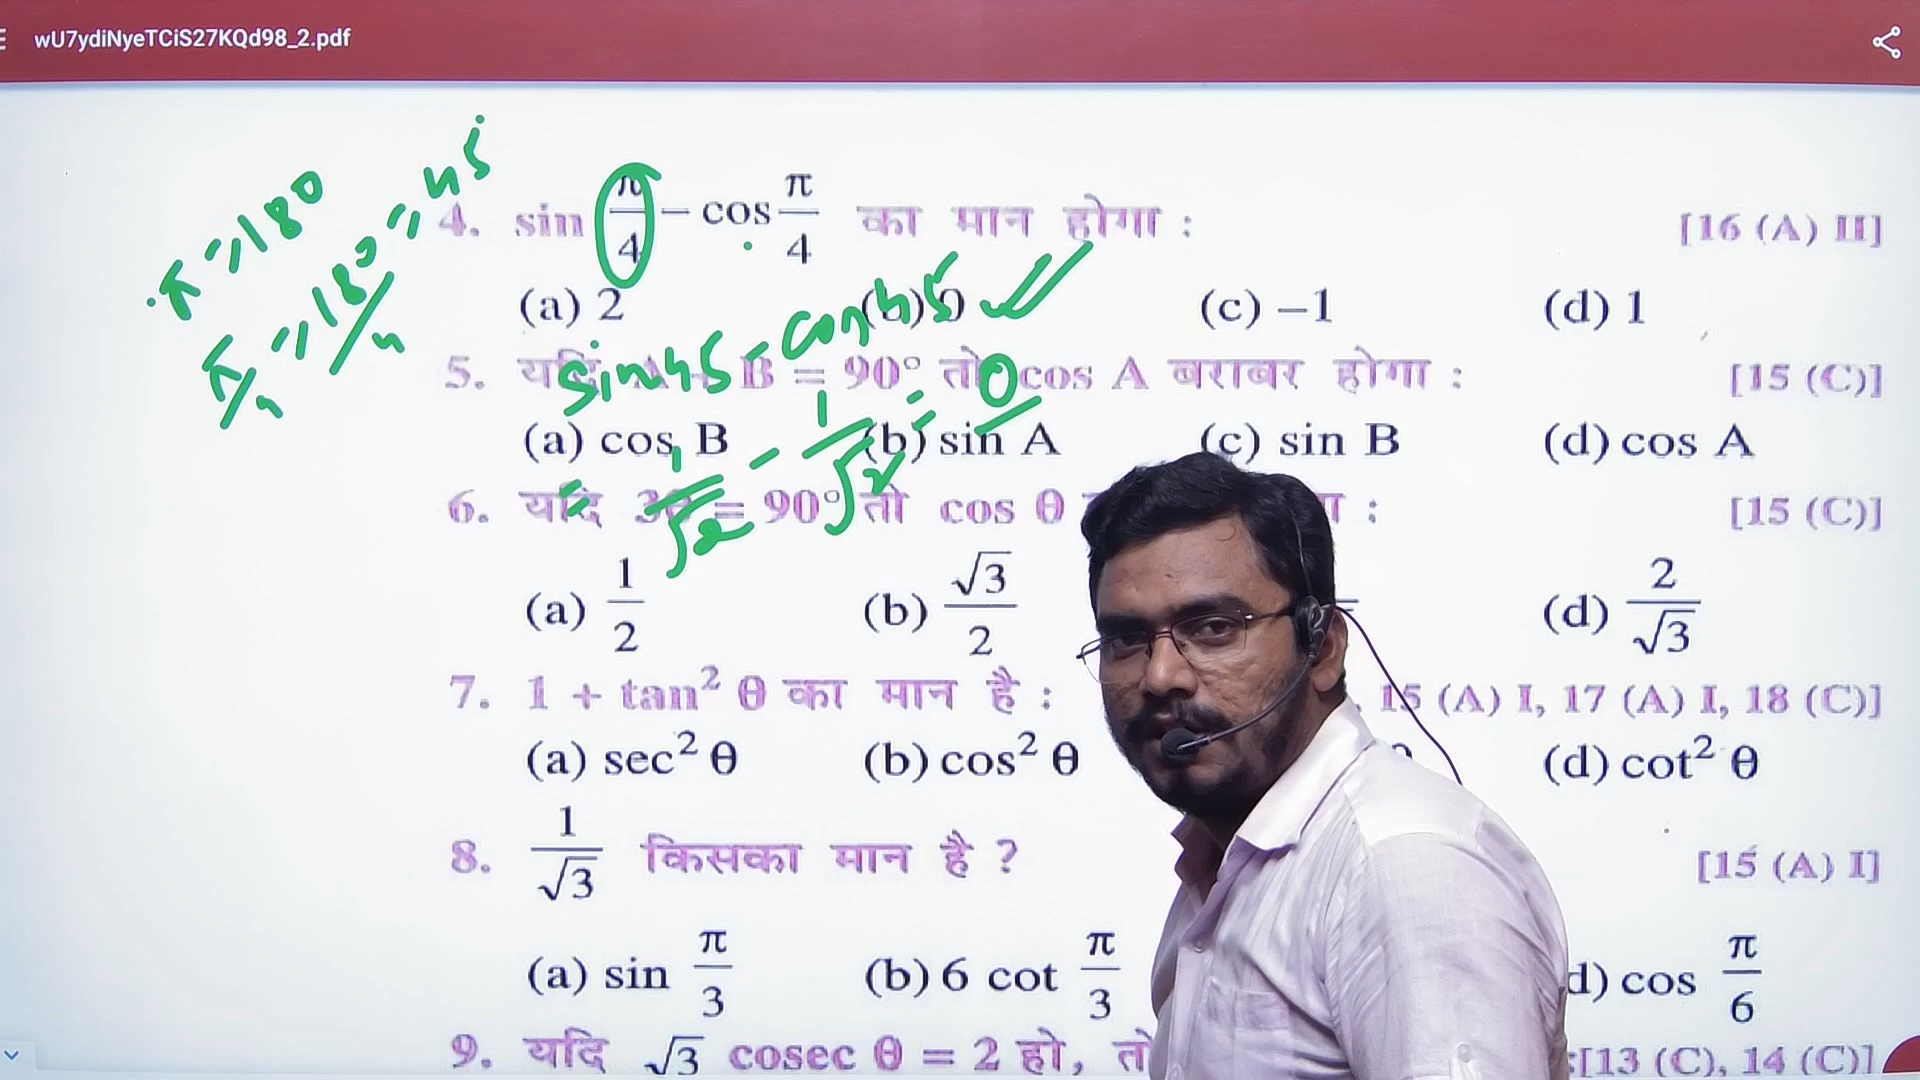 wU7ydiNyeTCiS27KQd98_2.pdf
π = 180
π/4 = 180/4 = 45
4. sin π/4 − cos π/4 का मान होगा : [16 (A) II]
(a) 2 (b) 0 (c) −1 (d) 1
sin45 - cos45
5. यदि A + B = 90° तो cos A बराबर होगा : [15 (C)]
(a) cos B (b) sin A (c) sin B (d) cos A
= 1/√2 - 1/√2 = 0
6. यदि 3θ = 90° तो cos θ : [15 (C)]
(a) 1/2 (b) √3/2 (d) 2/√3
7. 1 + tan² θ का मान है : 15 (A) I, 17 (A) I, 18 (C)]
(a) sec² θ (b) cos² θ (d) cot² θ
8. 1/√3 किसका मान है ? [15 (A) I]
(a) sin π/3 (b) 6 cot π/3 d) cos π/6
9. यदि √3 cosec θ = 2 हो, तो :[13 (C), 14 (C)]